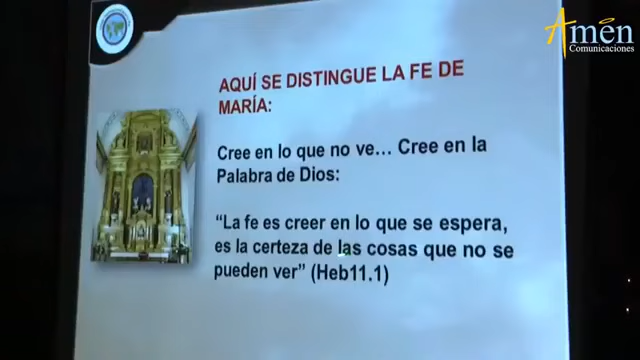 Amén
Comunicaciones
AQUÍ SE DISTINGUE LA FE DE
MARÍA:
Cree en lo que no ve... Cree en la
Palabra de Dios:
“La fe es creer en lo que se espera,
es la certeza de las cosas que no se
pueden ver” (Heb11.1)